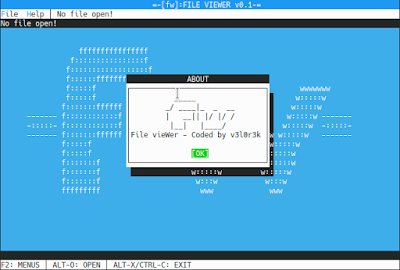 =-[fw]:FILE VIEWER v0.1-=
File  Help  | No file open!
No file open!
ABOUT
File vieWer - Coded by v3l0r3k
[OK]
F2: MENUS | ALT-O: OPEN | ALT-X/CTRL-C: EXIT